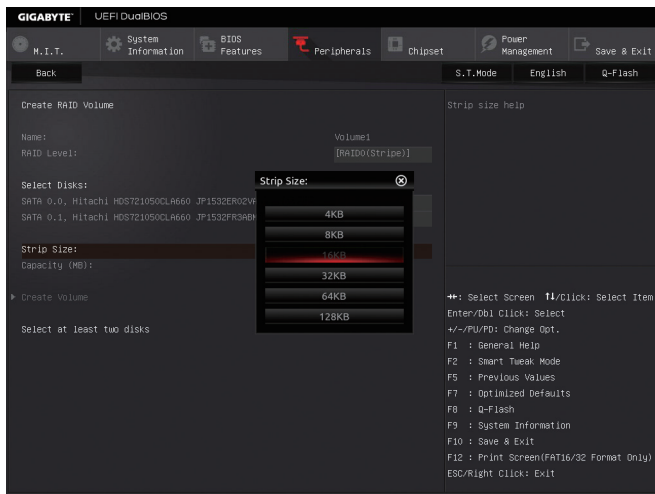 GIGABYTE™ UEFI DualBIOS
M.I.T.
System Information
BIOS Features
Peripherals
Chipset
Power Management
Save & Exit
Back
S.T.Mode English Q-Flash
Create RAID Volume
Name: Volume1
RAID Level: [RAID0(Stripe)]
Select Disks:
SATA 0.0, Hitachi HDS721050CLA660 JP1532ER02
SATA 0.1, Hitachi HDS721050CLA660 JP1532FR3AB
Strip Size:
Capacity (MB):
Create Volume
Select at least two disks
Strip Size:
4KB
8KB
16KB
32KB
64KB
128KB
Strip size help
→←: Select Screen ↑↓/Click: Select Item
Enter/Dbl Click: Select
+/-/PU/PD: Change Opt.
F1 : General Help
F2 : Smart Tweak Mode
F5 : Previous Values
F7 : Optimized Defaults
F8 : Q-Flash
F9 : System Information
F10 : Save & Exit
F12 : Print Screen(FAT16/32 Format Only)
ESC/Right Click: Exit